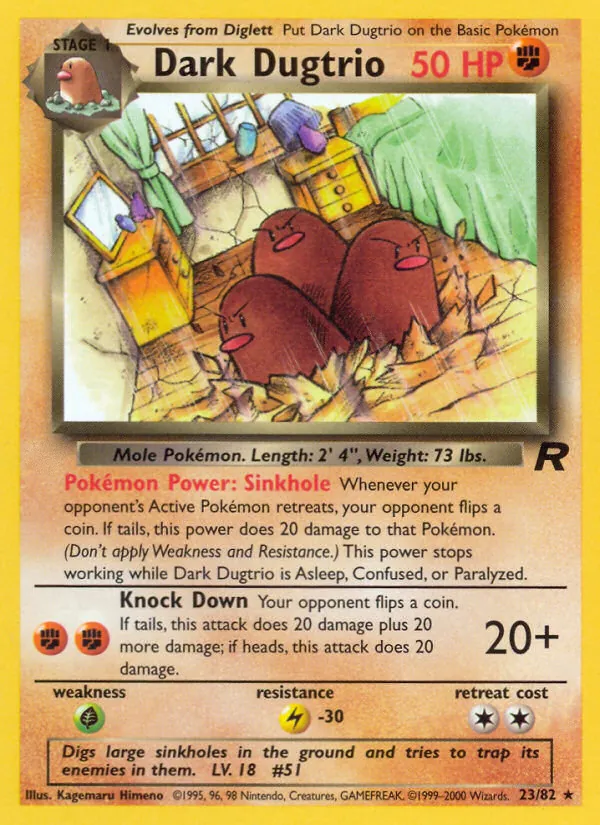 Evolves from Diglett Put Dark Dugtrio on the Basic Pokémon
STAGE 1
Dark Dugtrio 50 HP
Mole Pokémon. Length: 2' 4", Weight: 73 lbs.
R
Pokémon Power: Sinkhole Whenever your
opponent's Active Pokémon retreats, your opponent flips a
coin. If tails, this power does 20 damage to that Pokémon.
(Don't apply Weakness and Resistance.) This power stops
working while Dark Dugtrio is Asleep, Confused, or Paralyzed.
Knock Down Your opponent flips a coin.
If tails, this attack does 20 damage plus 20
more damage; if heads, this attack does 20
damage.
20+
weakness resistance retreat cost
-30
Digs large sinkholes in the ground and tries to trap its
enemies in them. LV. 18 #51
Illus. Kagemaru Himeno ©1995, 96, 98 Nintendo, Creatures, GAMEFREAK. ©1999-2000 Wizards. 23/82 ★